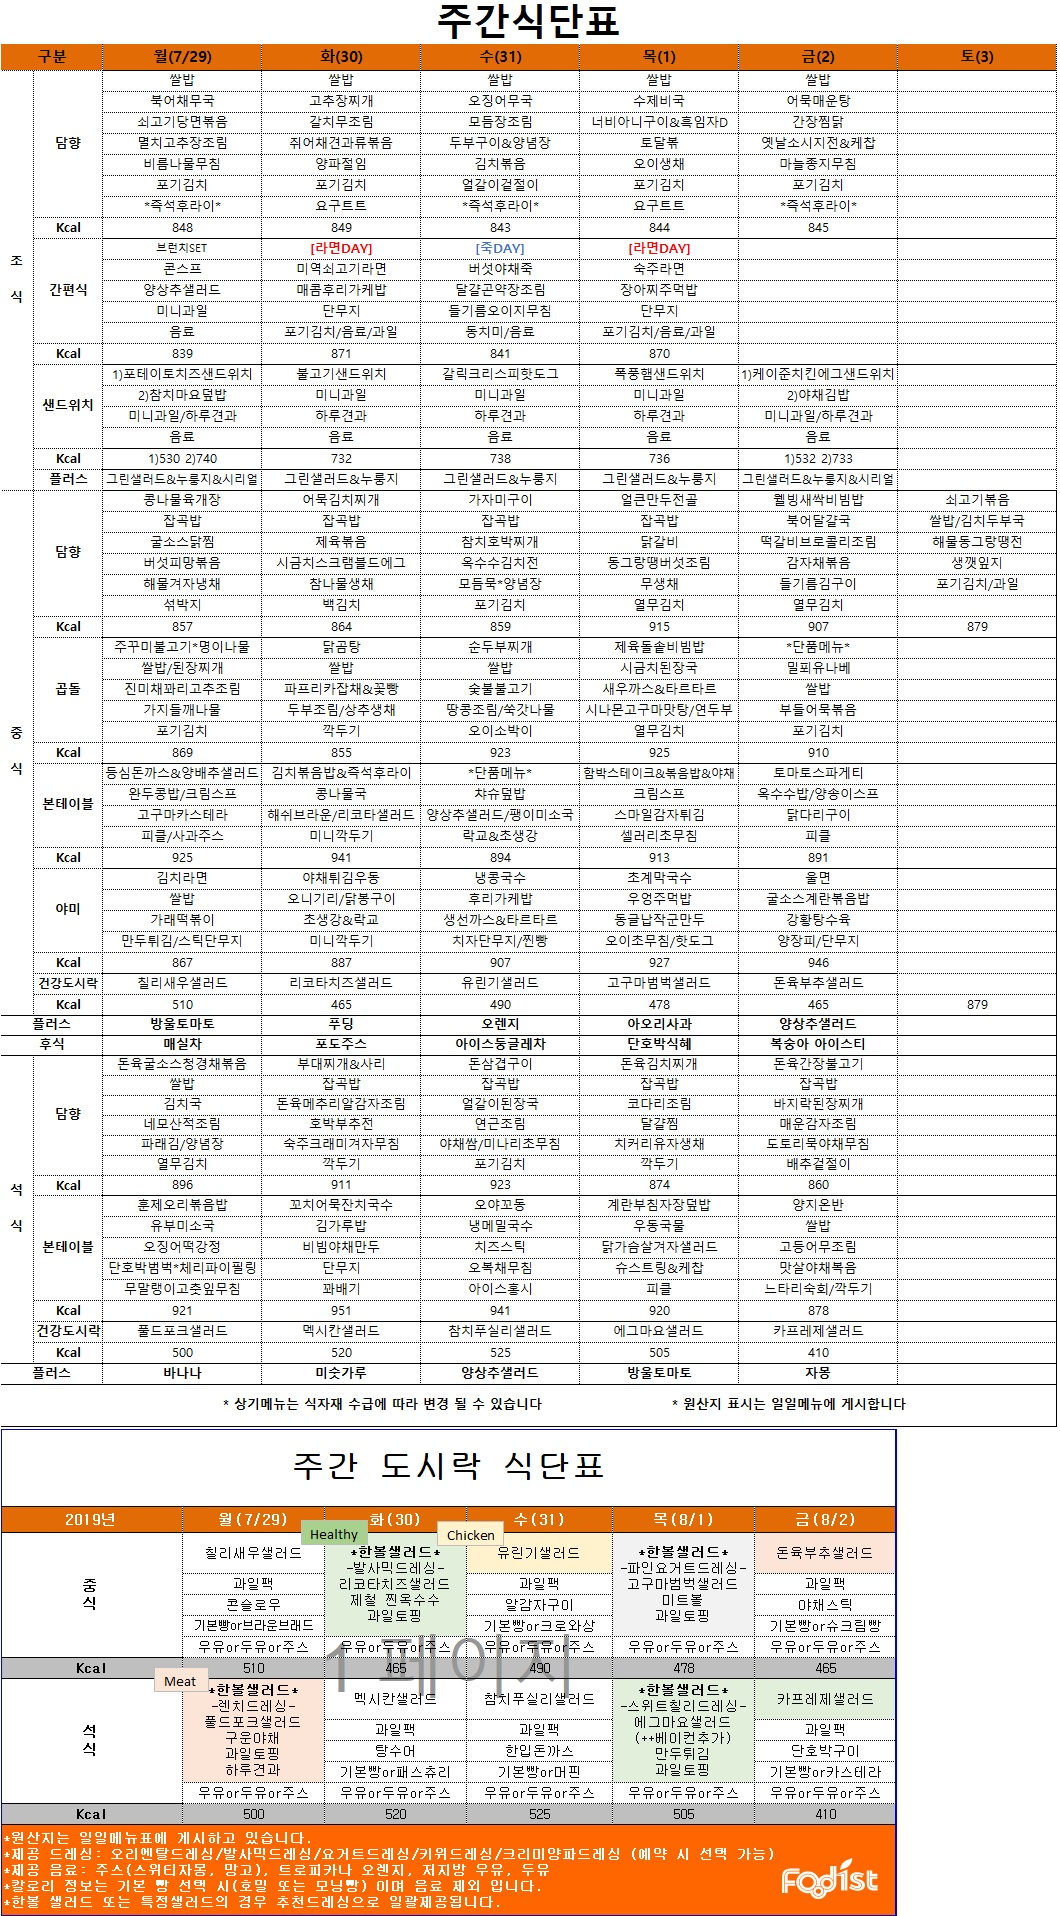 주간식단표
구분 월(7/29) 화(30) 수(31) 목(1) 금(2) 토(3)
쌀밥 쌀밥 쌀밥 쌀밥 쌀밥
북어채무국 고추장찌개 오징어무국 수제비국 어묵매운탕
쇠고기당면볶음 갈치무조림 모듬장조림 너비아니구이&흑임자D 간장찜닭
담향 멸치고추장조림 쥐어채견과류볶음 두부구이&양념장 토달볶 옛날소시지전&케찹
비름나물무침 양파절임 김치볶음 오이생채 마늘종지무침
포기김치 포기김치 얼갈이겉절이 포기김치 포기김치
*즉석후라이* 요구트트 *즉석후라이* 요구트트 *즉석후라이*
Kcal 848 849 843 844 845
브런치SET [라면DAY] [죽DAY] [라면DAY]
조식 콘스프 미역쇠고기라면 버섯야채죽 숙주라면
간편식 양상추샐러드 매콤후리가케밥 달걀곤약장조림 장아찌주먹밥
미니과일 단무지 들기름오이지무침 단무지
음료 포기김치/음료/과일 동치미/음료 포기김치/음료/과일
Kcal 839 871 841 870
1)포테이토치즈샌드위치 불고기샌드위치 갈릭크리스피핫도그 폭풍햄샌드위치 1)케이준치킨에그샌드위치
샌드위치 2)참치마요덮밥 미니과일 미니과일 미니과일 2)야채김밥
미니과일/하루견과 하루견과 하루견과 하루견과 미니과일/하루견과
음료 음료 음료 음료 음료
Kcal 1)530 2)740 732 738 736 1)532 2)733
플러스 그린샐러드&누룽지&시리얼 그린샐러드&누룽지 그린샐러드&누룽지 그린샐러드&누룽지 그린샐러드&누룽지&시리얼
콩나물육개장 어묵김치찌개 가자미구이 얼큰만두전골 웰빙새싹비빔밥 쇠고기볶음
잡곡밥 잡곡밥 잡곡밥 잡곡밥 북어달걀국 쌀밥/김치두부국
담향 굴소스닭찜 제육볶음 참치호박찌개 닭갈비 떡갈비브로콜리조림 해물동그랑땡전
버섯피망볶음 시금치스크램블드에그 옥수수김치전 동그랑땡버섯조림 감자채볶음 생깻잎지
해물겨자냉채 참나물생채 모듬묵*양념장 무생채 들기름김구이 포기김치/과일
섞박지 백김치 포기김치 열무김치 열무김치
Kcal 857 864 859 915 907 879
주꾸미불고기*명이나물 닭곰탕 순두부찌개 제육돌솥비빔밥 *단품메뉴*
쌀밥/된장찌개 쌀밥 쌀밥 시금치된장국 밀푀유나베
곱돌 진미채꽈리고추조림 파프리카잡채&꽃빵 숯불불고기 새우까스&타르타르 쌀밥
가지들깨나물 두부조림/상추생채 땅콩조림/쑥갓나물 시나몬고구마맛탕/연두부 부들어묵볶음
중식 포기김치 깍두기 오이소박이 열무김치 포기김치
Kcal 869 855 923 925 910
등심돈까스&양배추샐러드 김치볶음밥&즉석후라이 *단품메뉴* 함박스테이크&볶음밥&야채 토마토스파게티
본테이블 완두콩밥/크림스프 콩나물국 챠슈덮밥 크림스프 옥수수밥/양송이스프
고구마카스테라 해쉬브라운/리코타샐러드 양상추샐러드/팽이미소국 스마일감자튀김 닭다리구이
피클/사과주스 미니깍두기 락교&초생강 셀러리초무침 피클
Kcal 925 941 894 913 891
김치라면 야채튀김우동 냉콩국수 초계막국수 울면
야미 쌀밥 오니기리/닭봉구이 후리가케밥 우엉주먹밥 굴소스계란볶음밥
가래떡볶이 초생강&락교 생선까스&타르타르 동글납작군만두 강황탕수육
만두튀김/스틱단무지 미니깍두기 치자단무지/찐빵 오이초무침/핫도그 양장피/단무지
Kcal 867 887 907 927 946
건강도시락 칠리새우샐러드 리코타치즈샐러드 유린기샐러드 고구마범벅샐러드 돈육부추샐러드
Kcal 510 465 490 478 465 879
플러스 방울토마토 푸딩 오렌지 아오리사과 양상추샐러드
후식 매실차 포도주스 아이스둥글레차 단호박식혜 복숭아 아이스티
돈육굴소스청경채볶음 부대찌개&사리 돈삼겹구이 돈육김치찌개 돈육간장불고기
쌀밥 잡곡밥 잡곡밥 잡곡밥 잡곡밥
담향 김치국 돈육메추리알감자조림 얼갈이된장국 코다리조림 바지락된장찌개
네모산적조림 호박부추전 연근조림 달걀찜 매운감자조림
파래김/양념장 숙주크래미겨자무침 야채쌈/미나리초무침 치커리유자생채 도토리묵야채무침
열무김치 깍두기 포기김치 깍두기 배추겉절이
석식 Kcal 896 911 923 874 860
훈제오리볶음밥 꼬치어묵잔치국수 오야꼬동 계란부침자장덮밥 양지온반
유부미소국 김가루밥 냉메밀국수 우동국물 쌀밥
본테이블 오징어떡강정 비빔야채만두 치즈스틱 닭가슴살겨자샐러드 고등어무조림
단호박범벅*체리파이필링 단무지 오복채무침 슈스트링&케찹 맛살야채볶음
무말랭이고춧잎무침 꽈배기 아이스홍시 피클 느타리숙회/깍두기
Kcal 921 951 941 920 878
건강도시락 풀드포크샐러드 멕시칸샐러드 참치푸실리샐러드 에그마요샐러드 카프레제샐러드
Kcal 500 520 525 505 410
플러스 바나나 미숫가루 양상추샐러드 방울토마토 자몽
* 상기메뉴는 식자재 수급에 따라 변경 될 수 있습니다 * 원산지 표시는 일일메뉴에 게시합니다
주간 도시락 식단표
2019년 월(7/29) 화(30) 수(31) 목(8/1) 금(8/2)
Healthy Chicken
칠리새우샐러드 *한볼샐러드* 유린기샐러드 *한볼샐러드* 돈육부추샐러드
-발사믹드레싱- -파인요거트드레싱-
중식 과일팩 리코타치즈샐러드 과일팩 고구마범벅샐러드 과일팩
콘슬로우 제철 찐옥수수 알감자구이 미트볼 야채스틱
기본빵or브라운브래드 과일토핑 기본빵or크로와상 과일토핑 기본빵or슈크림빵
우유or두유or주스 우유or두유or주스 우유or두유or주스 우유or두유or주스 우유or두유or주스
1 페이지
Kcal 510 465 490 478 465
Meat
*한볼샐러드* 멕시칸샐러드 참치푸실리샐러드 *한볼샐러드* 카프레제샐러드
-렌치드레싱- -스위트칠리드레싱-
풀드포크샐러드 과일팩 과일팩 에그마요샐러드 과일팩
석식 구운야채 탕수어 한입돈까스 (++베이컨추가) 단호박구이
과일토핑 만두튀김
하루견과 기본빵or패스츄리 기본빵or머핀 과일토핑 기본빵or카스테라
우유or두유or주스 우유or두유or주스 우유or두유or주스 우유or두유or주스 우유or두유or주스
Kcal 500 520 525 505 410
*원산지는 일일메뉴표에 게시하고 있습니다.
*제공 드레싱: 오리엔탈드레싱/발사믹드레싱/요거트드레싱/키위드레싱/크리미양파드레싱 (예약 시 선택 가능)
*제공 음료: 주스(스위티자몽, 망고), 트로피카나 오렌지, 저지방 우유, 두유
*칼로리 정보는 기본 빵 선택 시(호밀 또는 모닝빵) 이며 음료 제외 입니다.
*한볼 샐러드 또는 특정샐러드의 경우 추천드레싱으로 일괄제공됩니다.
Foodist